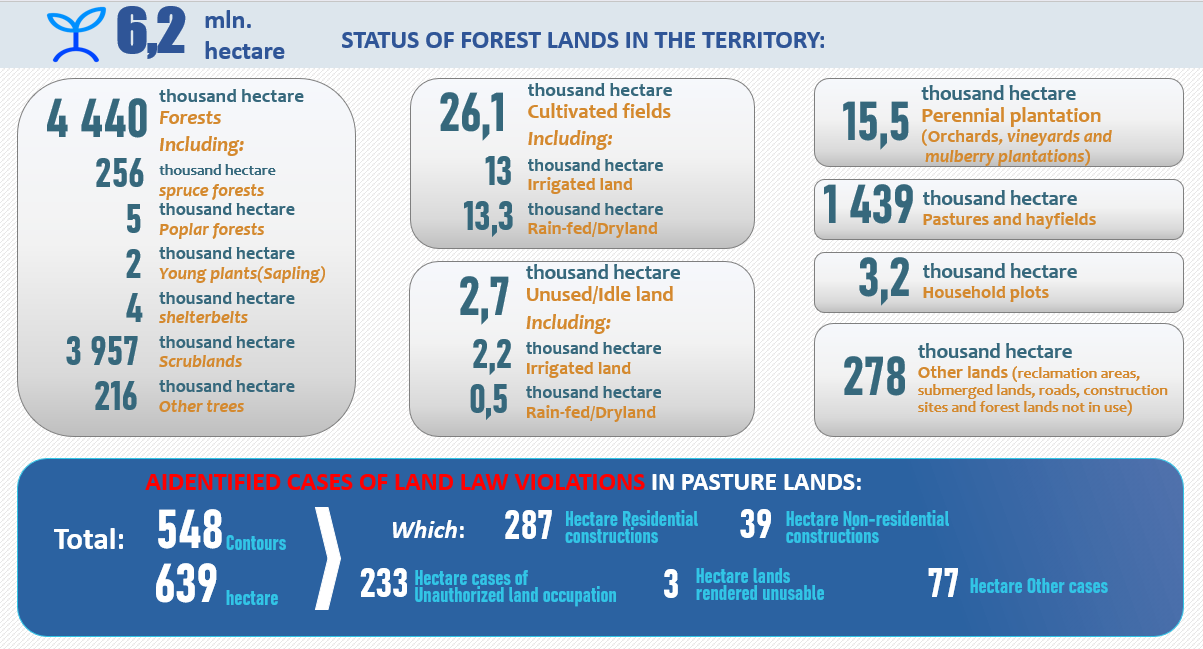 6,2 mln.
hectare
STATUS OF FOREST LANDS IN THE TERRITORY:
4 440 thousand hectare
Forests
Including:
256 thousand hectare
spruce forests
5 thousand hectare
Poplar forests
2 thousand hectare
Young plants(Sapling)
4 thousand hectare
shelterbelts
3 957 thousand hectare
Scrublands
216 thousand hectare
Other trees
26,1 thousand hectare
Cultivated fields
Including:
13 thousand hectare
Irrigated land
13,3 thousand hectare
Rain-fed/Dryland
2,7 thousand hectare
Unused/Idle land
Including:
2,2 thousand hectare
Irrigated land
0,5 thousand hectare
Rain-fed/Dryland
15,5 thousand hectare
Perennial plantation
(Orchards, vineyards and
mulberry plantations)
1 439 thousand hectare
Pastures and hayfields
3,2 thousand hectare
Household plots
278 thousand hectare
Other lands (reclamation areas,
submerged lands, roads, construction
sites and forest lands not in use)
AIDENTIFIED CASES OF LAND LAW VIOLATIONS IN PASTURE LANDS:
Total: 548 Contours
639 hectare
Which: 287 Hectare Residential
constructions
39 Hectare Non-residential
constructions
233 Hectare cases of
Unauthorized land occupation
3 Hectare lands
rendered unusable
77 Hectare Other cases